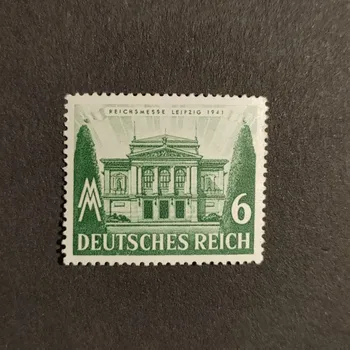 REICHSMESSE LEIPZIG 1941
MM
6
DEUTSCHES REICH